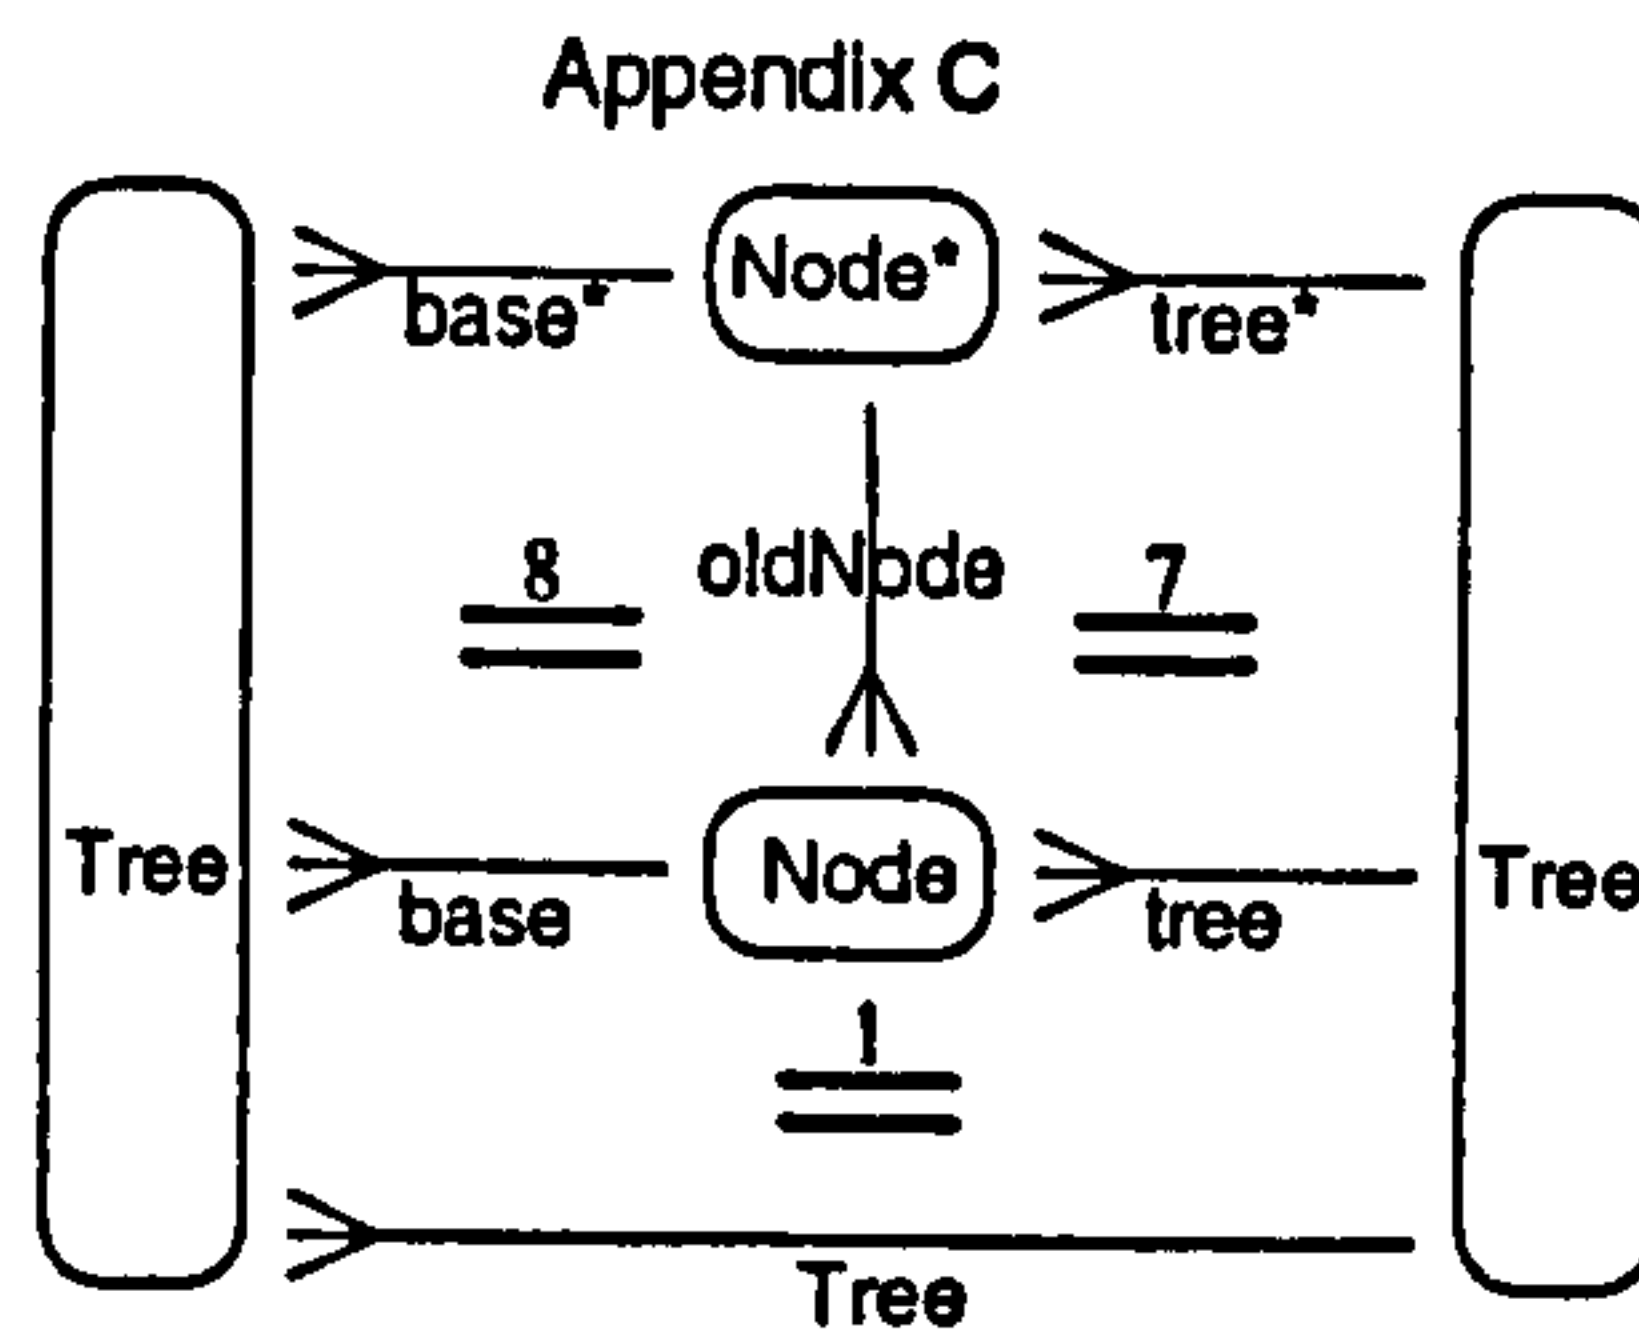 Appendix C
Node*
base*
tree*
8
oldNode
7
Tree
base
Node
tree
Tree
1
Tree